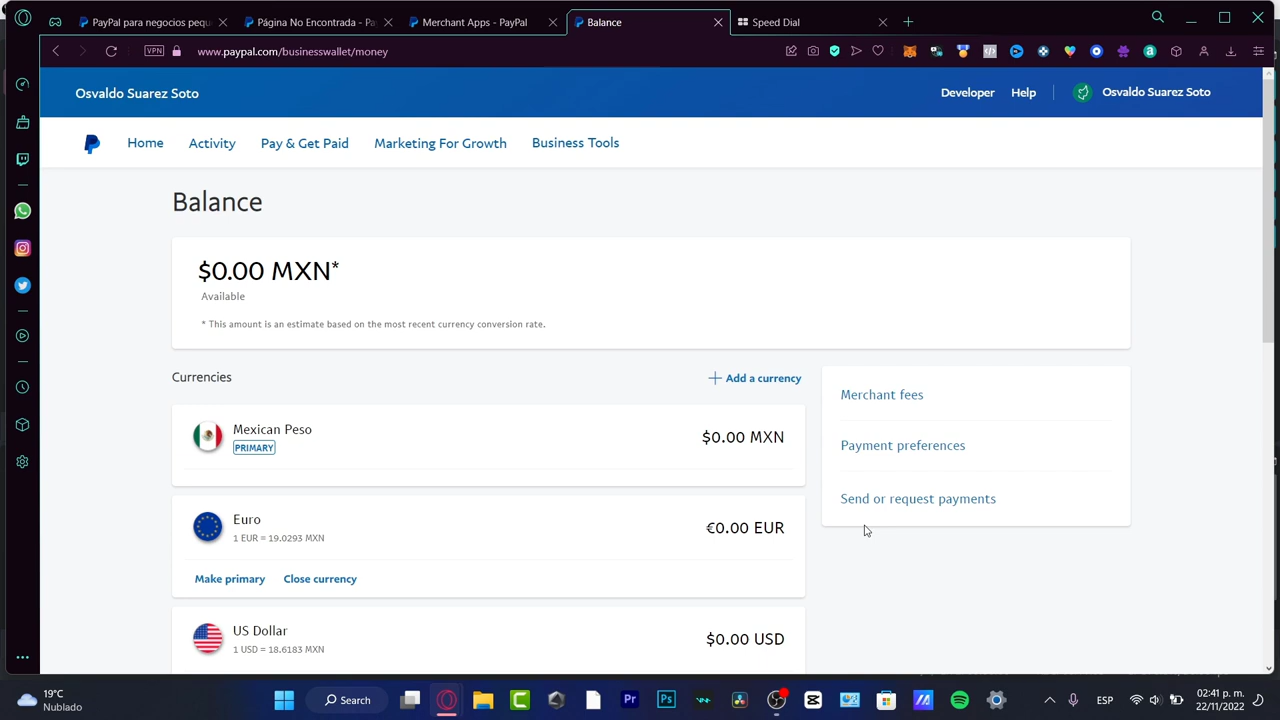 PayPal para negocios pequ
Página No Encontrada - Pay
Merchant Apps - PayPal
Balance
Speed Dial
VPN
www.paypal.com/businesswallet/money
Osvaldo Suarez Soto
Developer
Help
Osvaldo Suarez Soto
Home
Activity
Pay & Get Paid
Marketing For Growth
Business Tools
Balance
$0.00 MXN*
Available
* This amount is an estimate based on the most recent currency conversion rate.
Currencies
Add a currency
Mexican Peso
PRIMARY
$0.00 MXN
Euro
1 EUR = 19.0293 MXN
€0.00 EUR
Make primary
Close currency
US Dollar
1 USD = 18.6183 MXN
$0.00 USD
Merchant fees
Payment preferences
Send or request payments
19°C
Nublado
Search
Pr
Ps
ESP
02:41 p. m.
22/11/2022